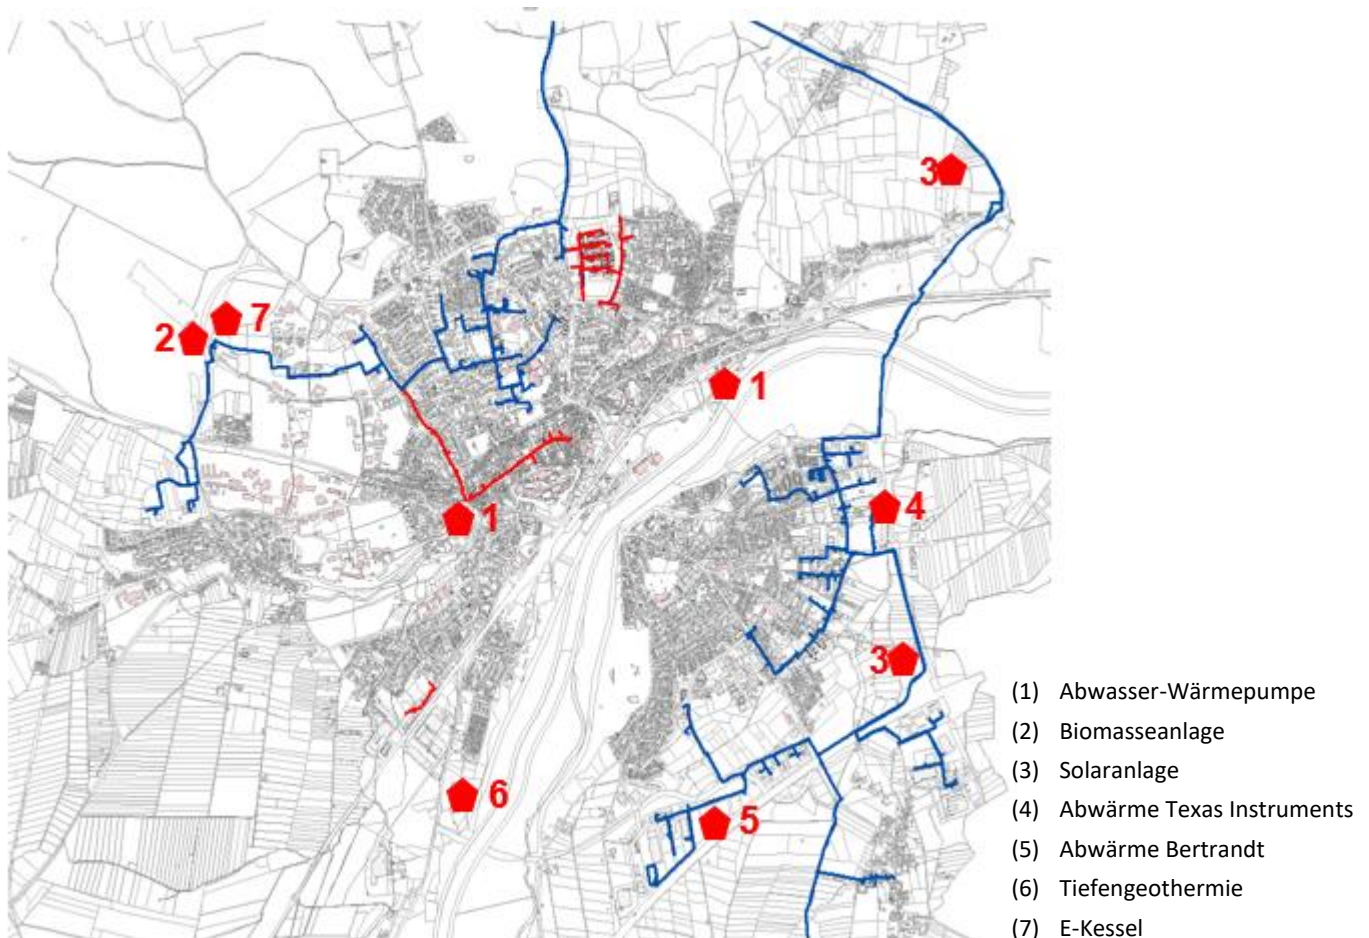 3
7
2
1
4
1
3
6
5
(1) Abwasser-Wärmepumpe
(2) Biomasseanlage
(3) Solaranlage
(4) Abwärme Texas Instruments
(5) Abwärme Bertrandt
(6) Tiefengeothermie
(7) E-Kessel